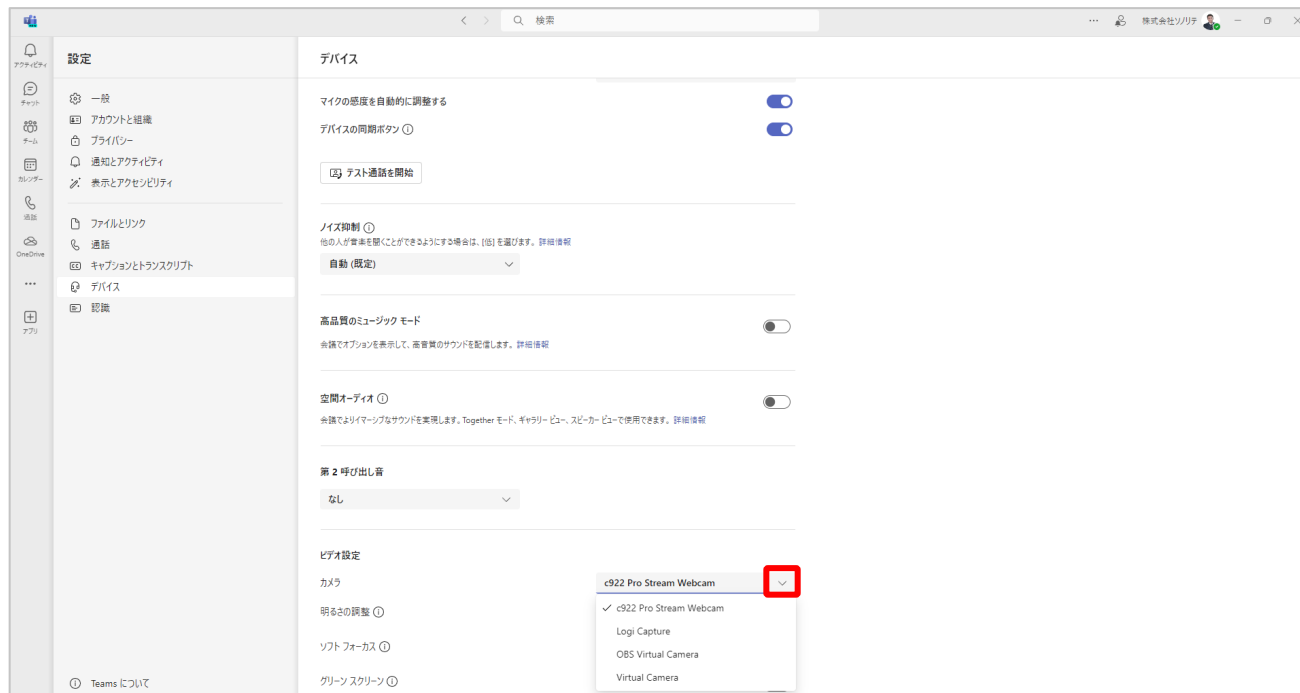 検索
株式会社ソノリテ
アクティビティ
チャット
チーム
カレンダー
通話
OneDrive
アプリ
設定
一般
アカウントと組織
プライバシー
通知とアクティビティ
表示とアクセシビリティ
ファイルとリンク
通話
キャプションとトランスクリプト
デバイス
認識
Teams について
デバイス
マイクの感度を自動的に調整する
デバイスの同期ボタン
テスト通話を開始
ノイズ抑制
他の人が音楽を聞くことができるようにする場合は、[低] を選びます。詳細情報
自動 (既定)
高品質のミュージック モード
会議でオプションを表示して、高音質のサウンドを配信します。詳細情報
空間オーディオ
会議でよりイマーシブなサウンドを実現します。Together モード、ギャラリー ビュー、スピーカー ビューで使用できます。詳細情報
第 2 呼び出し音
なし
ビデオ設定
カメラ
c922 Pro Stream Webcam
c922 Pro Stream Webcam
明るさの調整
Logi Capture
ソフト フォーカス
OBS Virtual Camera
Virtual Camera
グリーン スクリーン